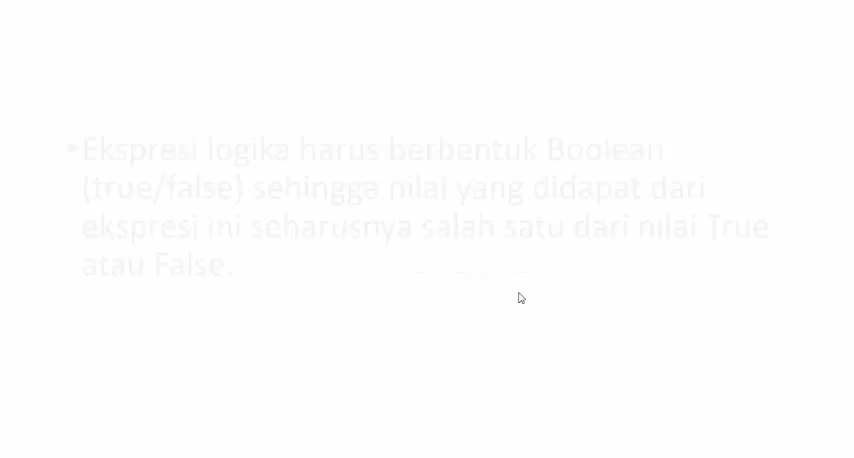 •Ekspresi logika harus berbentuk Boolean
(true/false) sehingga nilai yang didapat dari
ekspresi ini seharusnya salah satu dari nilai True
atau False.